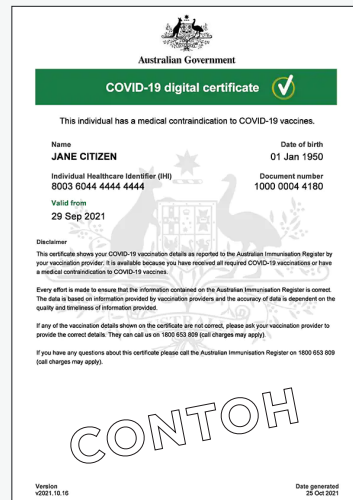 Australian Government
COVID-19 digital certificate
This individual has a medical contraindication to COVID-19 vaccines.
Name
JANE CITIZEN
Date of birth
01 Jan 1950
Individual Healthcare Identifier (IHI)
8003 6044 4444 4444
Document number
1000 0004 4180
Valid from
29 Sep 2021
Disclaimer
This certificate shows your COVID-19 vaccination details as reported to the Australian Immunisation Register by
your vaccination provider. It is available because you have received all required COVID-19 vaccinations or have
a medical contraindication to COVID-19 vaccines.
Every effort is made to ensure that the information contained on the Australian Immunisation Register is correct.
The data is based on information provided by vaccination providers and the accuracy of data is dependent on the
quality and timeliness of information provided.
If any of the vaccination details shown on the certificate are not correct, please ask your vaccination provider to
provide the correct details. They can call us on 1800 653 809 (call charges may apply).
If you have any questions about this certificate please call the Australian Immunisation Register on 1800 653 809
(call charges may apply).
CONTOH
Version
v2021.10.16
Date generated
25 Oct 2021